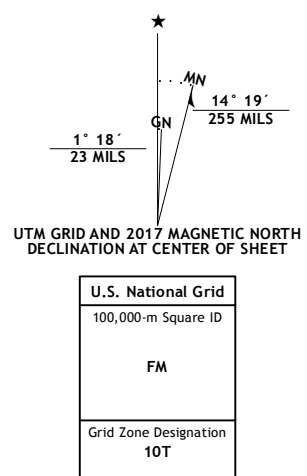 ★
MN
GN
14° 19´
255 MILS
1° 18´
23 MILS
UTM GRID AND 2017 MAGNETIC NORTH
DECLINATION AT CENTER OF SHEET
U.S. National Grid
100,000-m Square ID
FM
Grid Zone Designation
10T